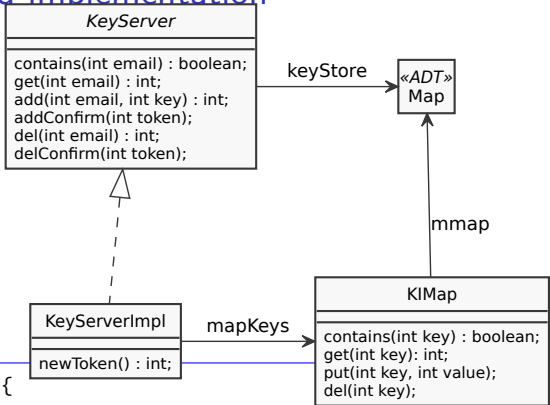 KeyServer
contains(int email) : boolean;
get(int email) : int;
add(int email, int key) : int;
addConfirm(int token);
del(int email) : int;
delConfirm(int token);
keyStore
«ADT»
Map
mmap
KeyServerImpl
newToken() : int;
mapKeys
KIMap
contains(int key) : boolean;
get(int key): int;
put(int key, int value);
del(int key);
{